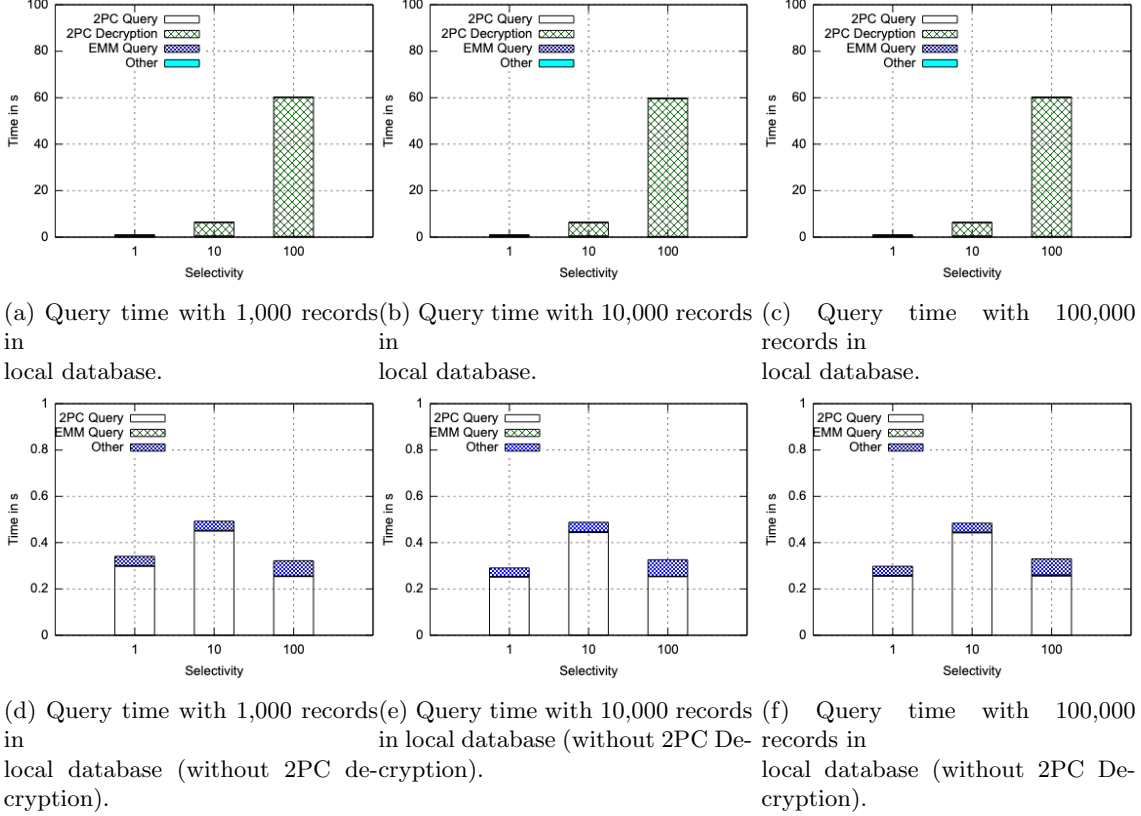 100
80
60
40
20
0
Time in s
2PC Query
2PC Decryption
EMM Query
Other
1
10
100
Selectivity
100
80
60
40
20
0
Time in s
2PC Query
2PC Decryption
EMM Query
Other
1
10
100
Selectivity
100
80
60
40
20
0
Time in s
2PC Query
2PC Decryption
EMM Query
Other
1
10
100
Selectivity
(a) Query time with 1,000 records
in
local database.
(b) Query time with 10,000 records
in
local database.
(c) Query time with 100,000
records in
local database.
1
0.8
0.6
0.4
0.2
0
Time in s
2PC Query
EMM Query
Other
1
10
100
Selectivity
1
0.8
0.6
0.4
0.2
0
Time in s
2PC Query
EMM Query
Other
1
10
100
Selectivity
1
0.8
0.6
0.4
0.2
0
Time in s
2PC Query
EMM Query
Other
1
10
100
Selectivity
(d) Query time with 1,000 records
in
local database (without 2PC de-
cryption).
(e) Query time with 10,000 records
in local database (without 2PC De-
cryption).
(f) Query time with 100,000
records in
local database (without 2PC De-
cryption).